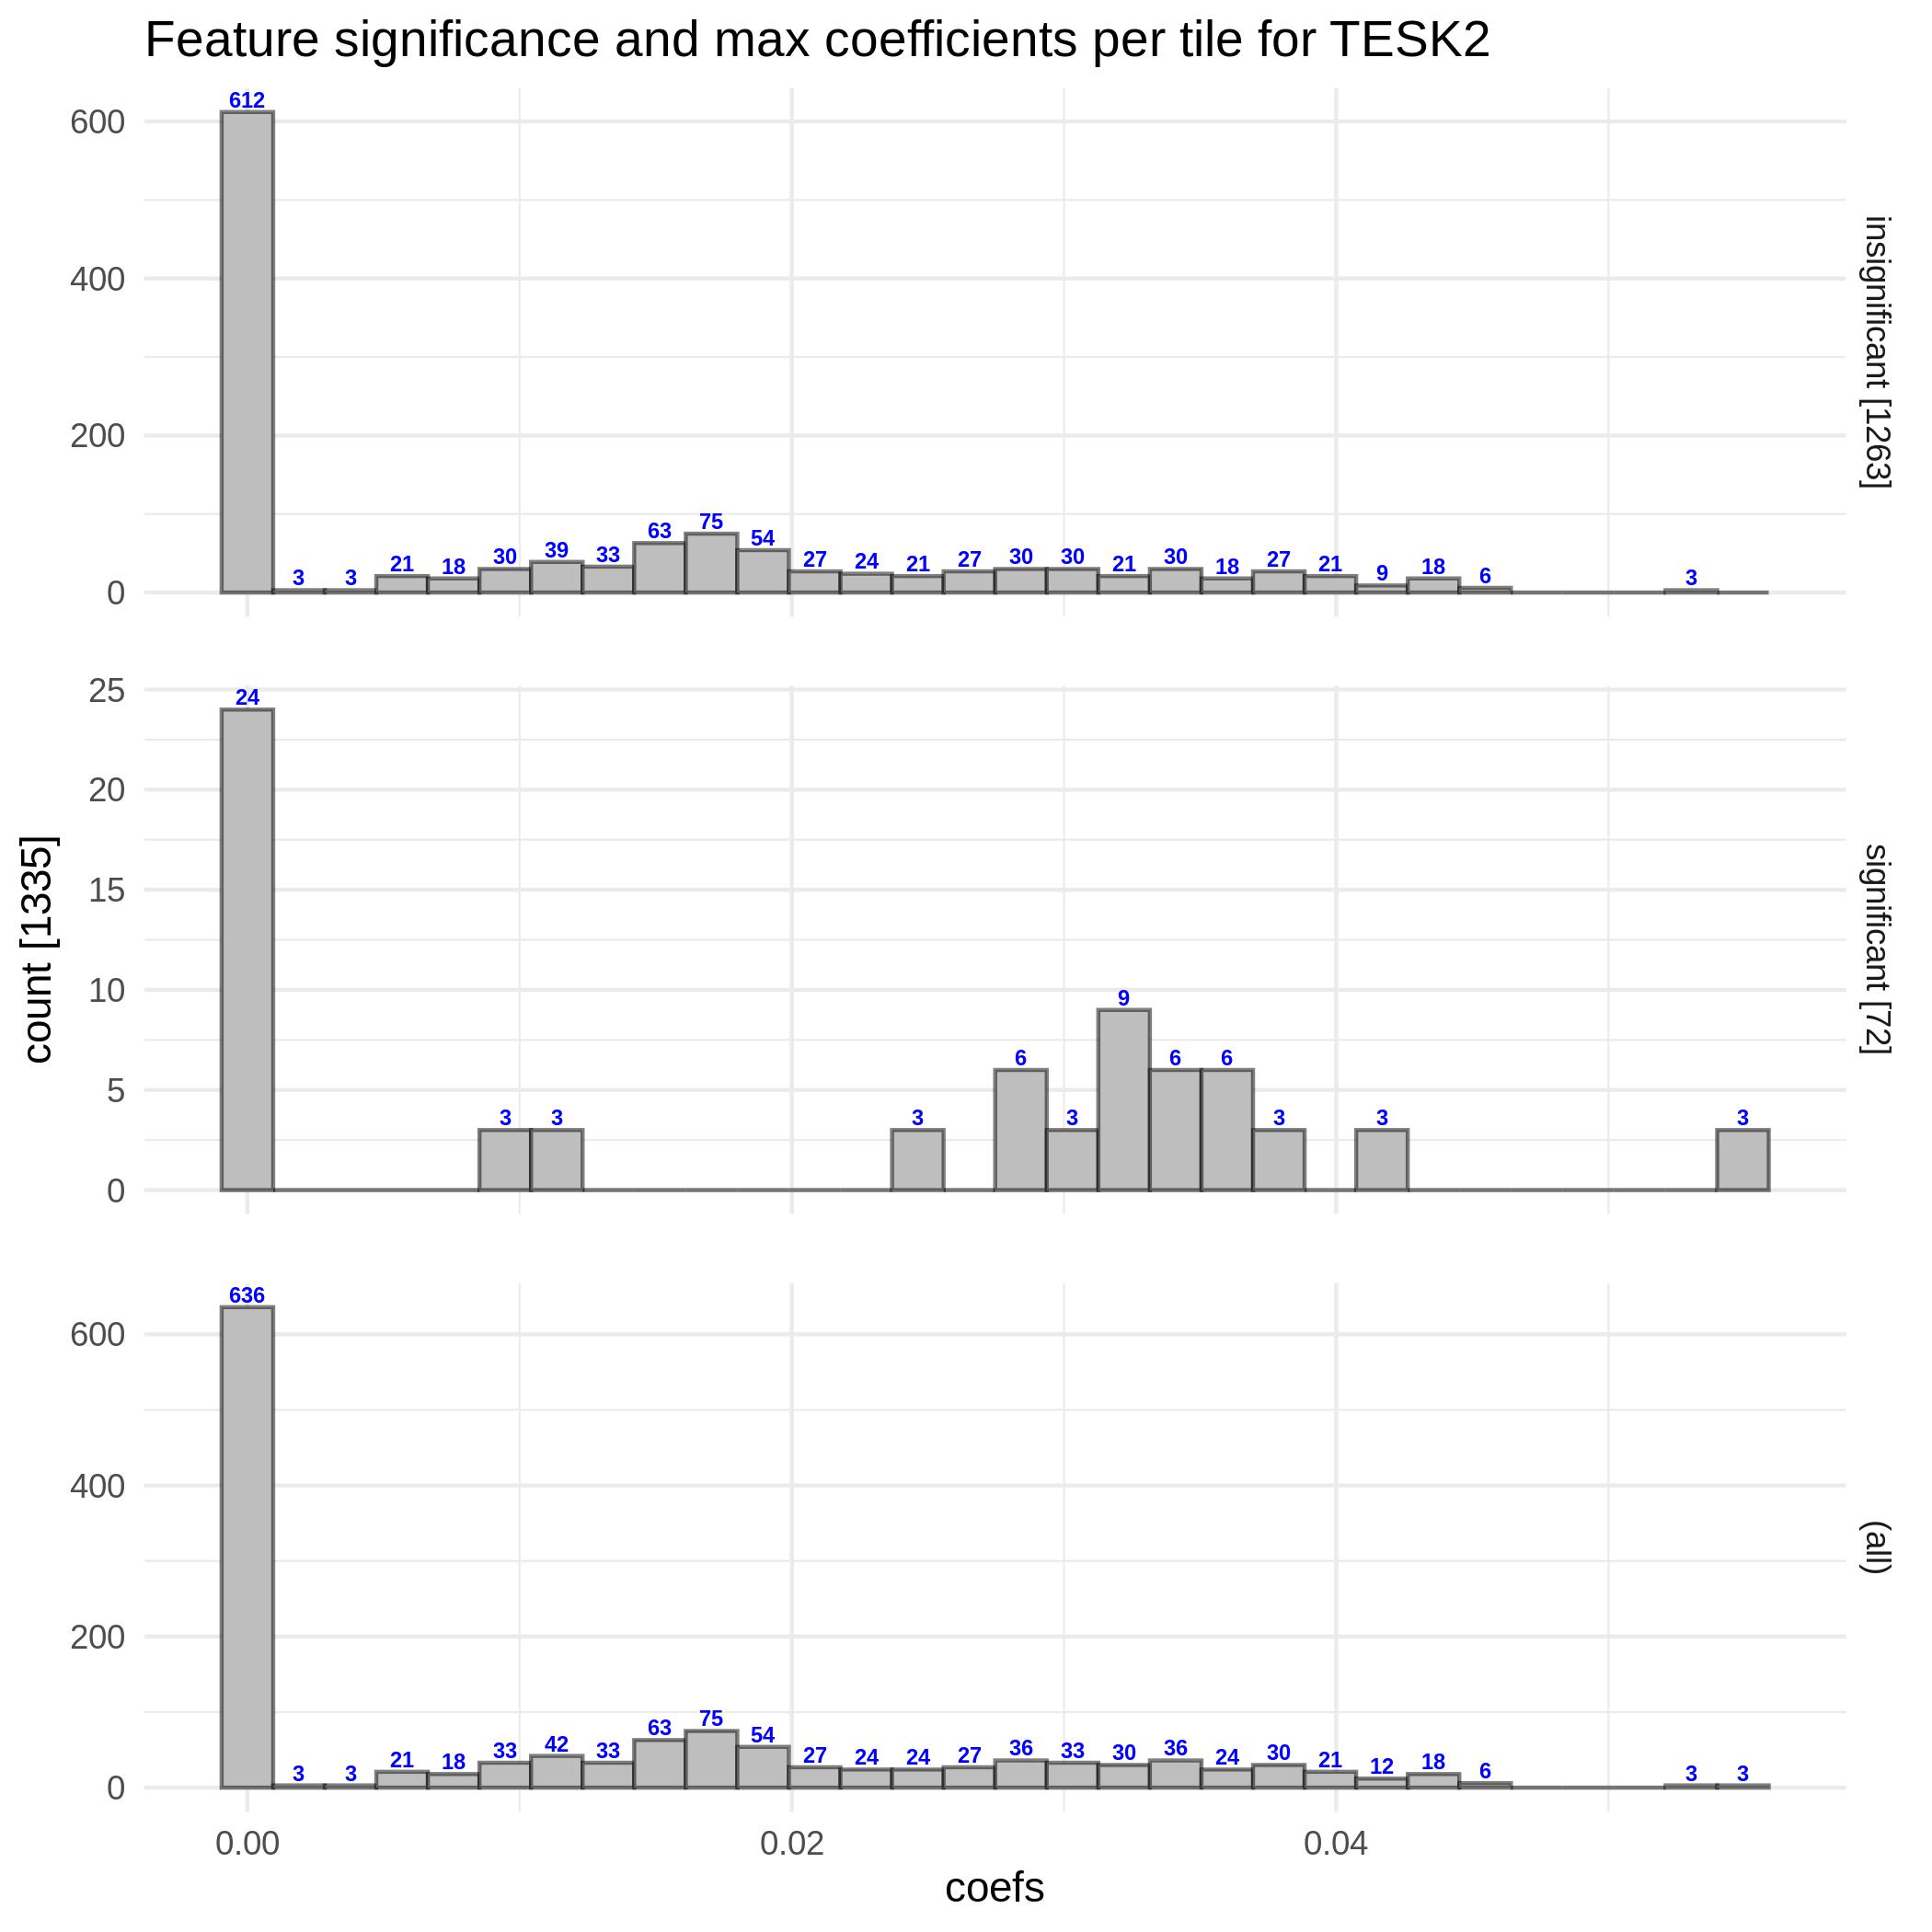 Feature significance and max coefficients per tile for TESK2
612
600
400
200
0
3 3 21 18 30 39 33 63 75 54 27 24 21 27 30 30 21 30 18 27 21 9 18 6 3
insignificant [1263]
25
20
15
10
5
0
24 3 3 3 6 3 9 6 6 3 3 3
significant [72]
count [1335]
636
600
400
200
0
3 3 21 18 33 42 33 63 75 54 27 24 24 27 36 33 30 36 24 30 21 12 18 6 3 3
(all)
0.00 0.02 0.04
coefs